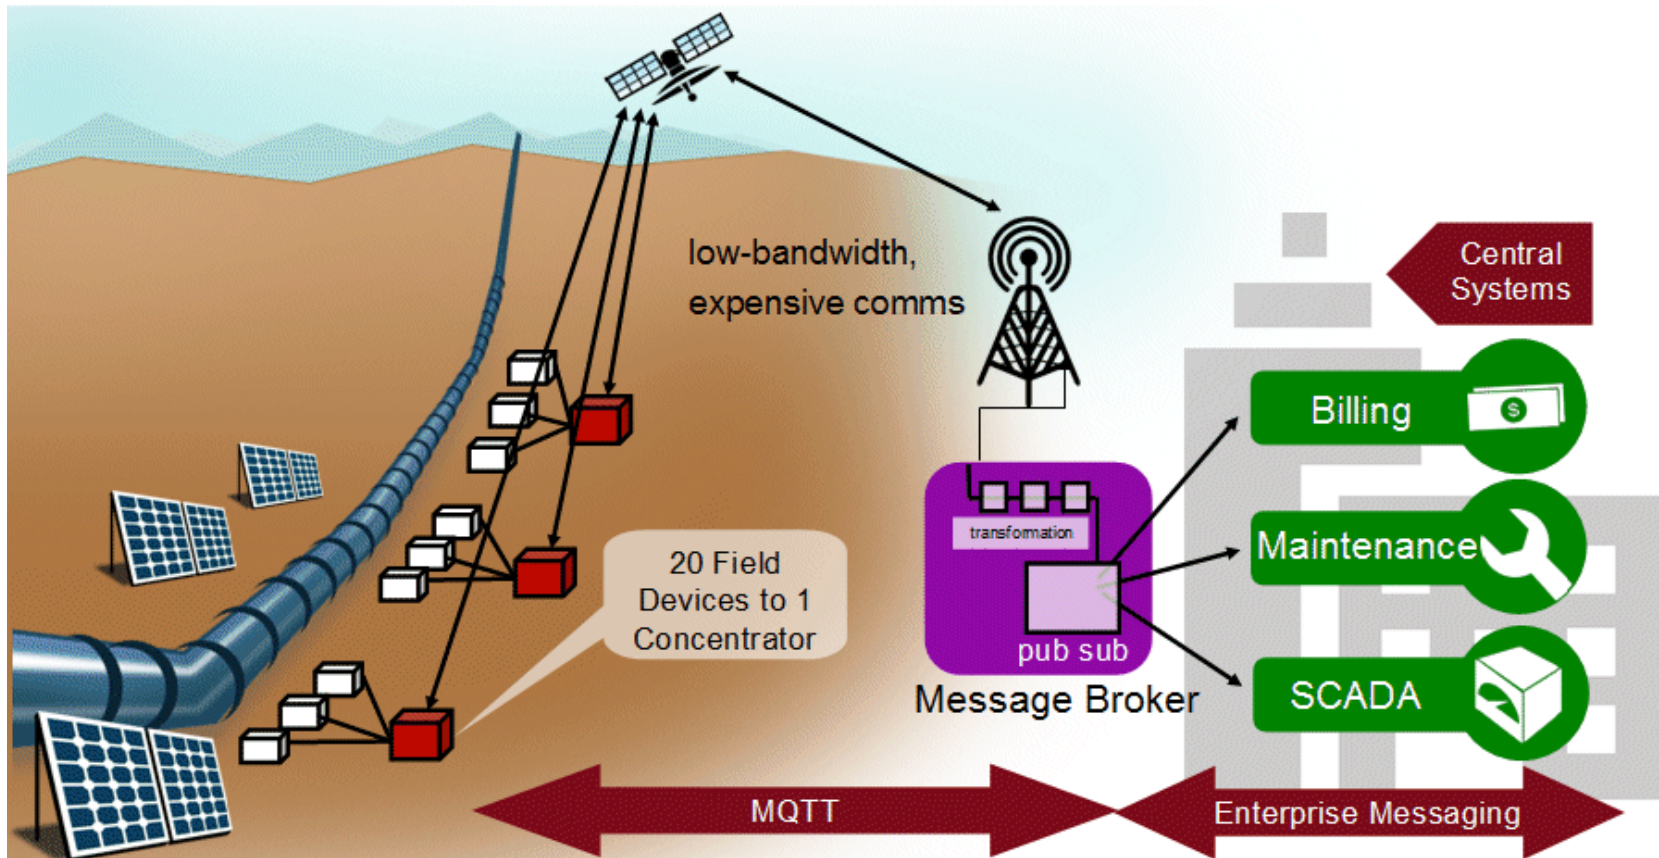 low-bandwidth,
expensive comms
Central
Systems
Billing
$
transformation
Maintenance
20 Field
Devices to 1
Concentrator
pub sub
Message Broker
SCADA
MQTT
Enterprise Messaging